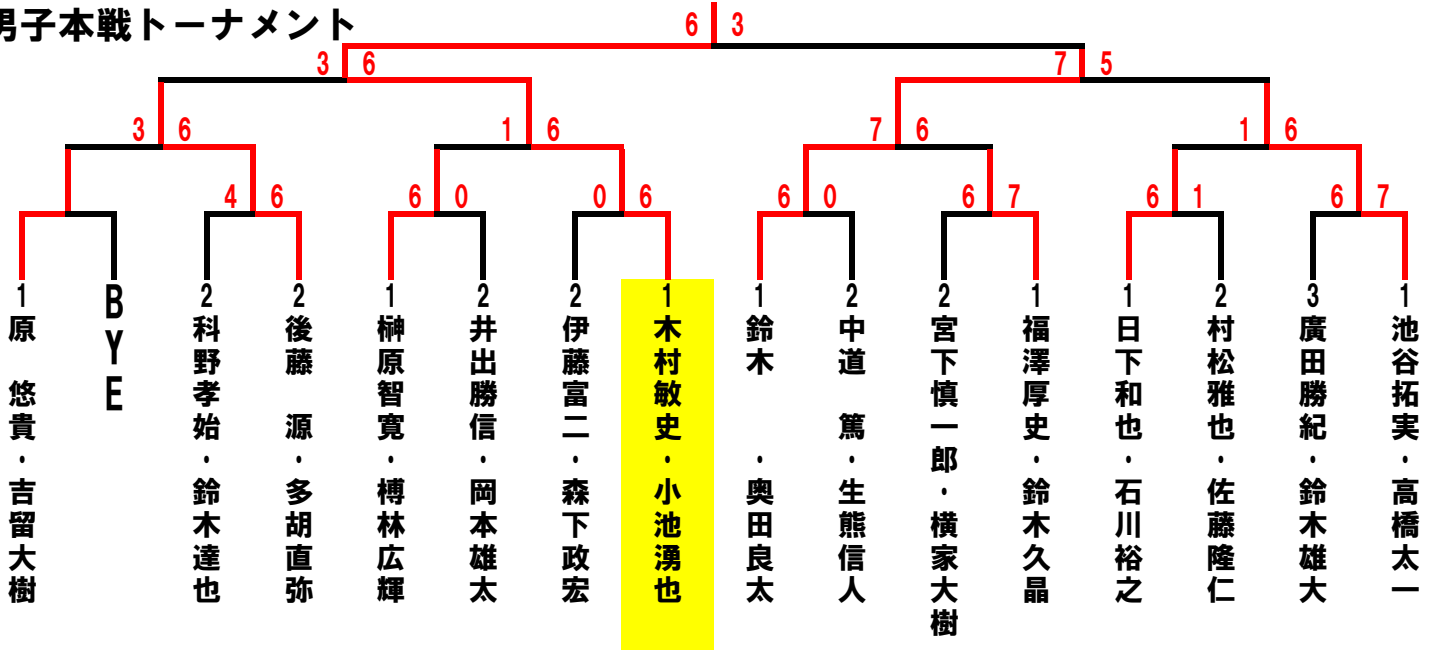 男子本戦トーナメント
6 3
3 6
7 5
3 6
1 6
7 6
1 6
4 6
6 0
0 6
6 0
6 7
6 1
6 7
1 原 悠貴・吉留大樹
BYE
2 科野孝始・鈴木達也
2 後藤 源・多胡直弥
1 榊原智寛・榑林広輝
2 井出勝信・岡本雄太
2 伊藤富二・森下政宏
1 木村敏史・小池湧也
1 鈴木 ・奥田良太
2 中道 篤・生熊信人
2 宮下慎一郎・横家大樹
1 福澤厚史・鈴木久晶
1 日下和也・石川裕之
2 村松雅也・佐藤隆仁
3 廣田勝紀・鈴木雄大
1 池谷拓実・高橋太一